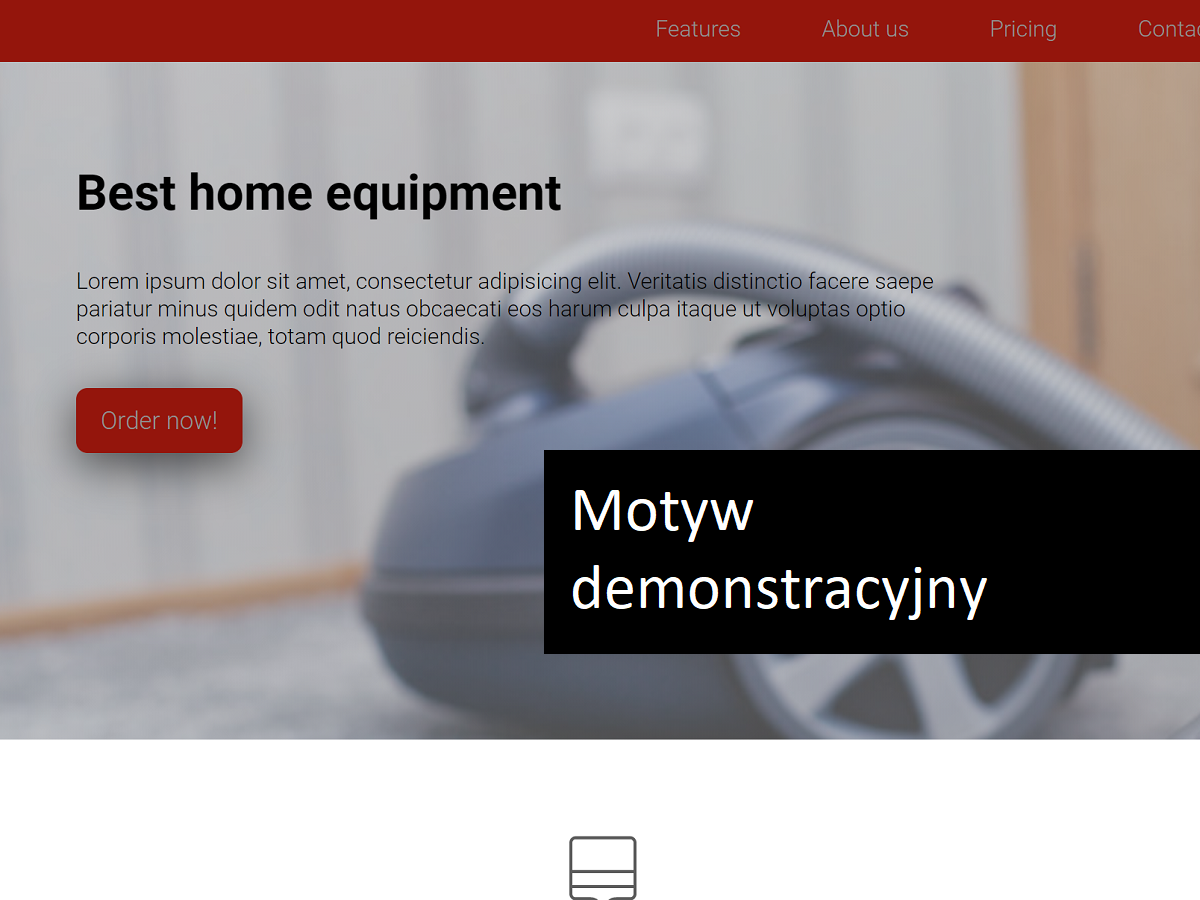 Features About us Pricing
Best home equipment
Lorem ipsum dolor sit amet, consectetur adipisicing elit. Veritatis distinctio facere saepe
pariatur minus quidem odit natus obcaecati eos harum culpa itaque ut voluptas optio
corporis molestiae, totam quod reiciendis.
Order now!
Motyw
demonstracyjny